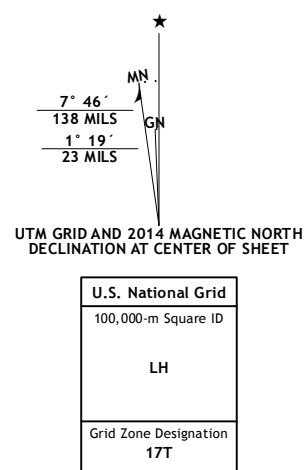 ★
MN
7° 46´
138 MILS
GN
1° 19´
23 MILS
UTM GRID AND 2014 MAGNETIC NORTH
DECLINATION AT CENTER OF SHEET
U.S. National Grid
100,000-m Square ID
LH
Grid Zone Designation
17T